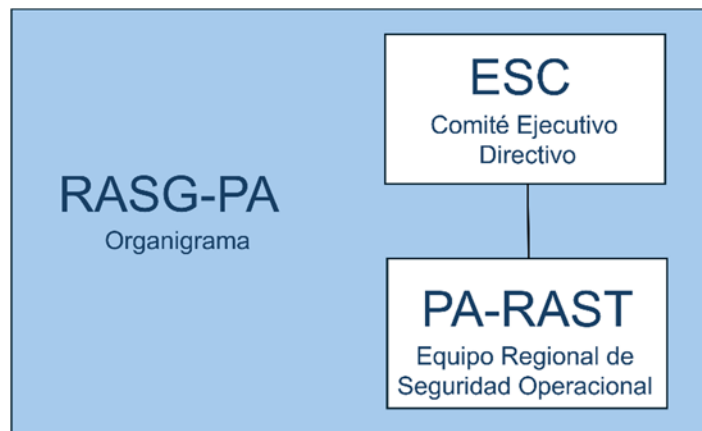 RASG-PA
Organigrama
ESC
Comité Ejecutivo
Directivo
PA-RAST
Equipo Regional de
Seguridad Operacional